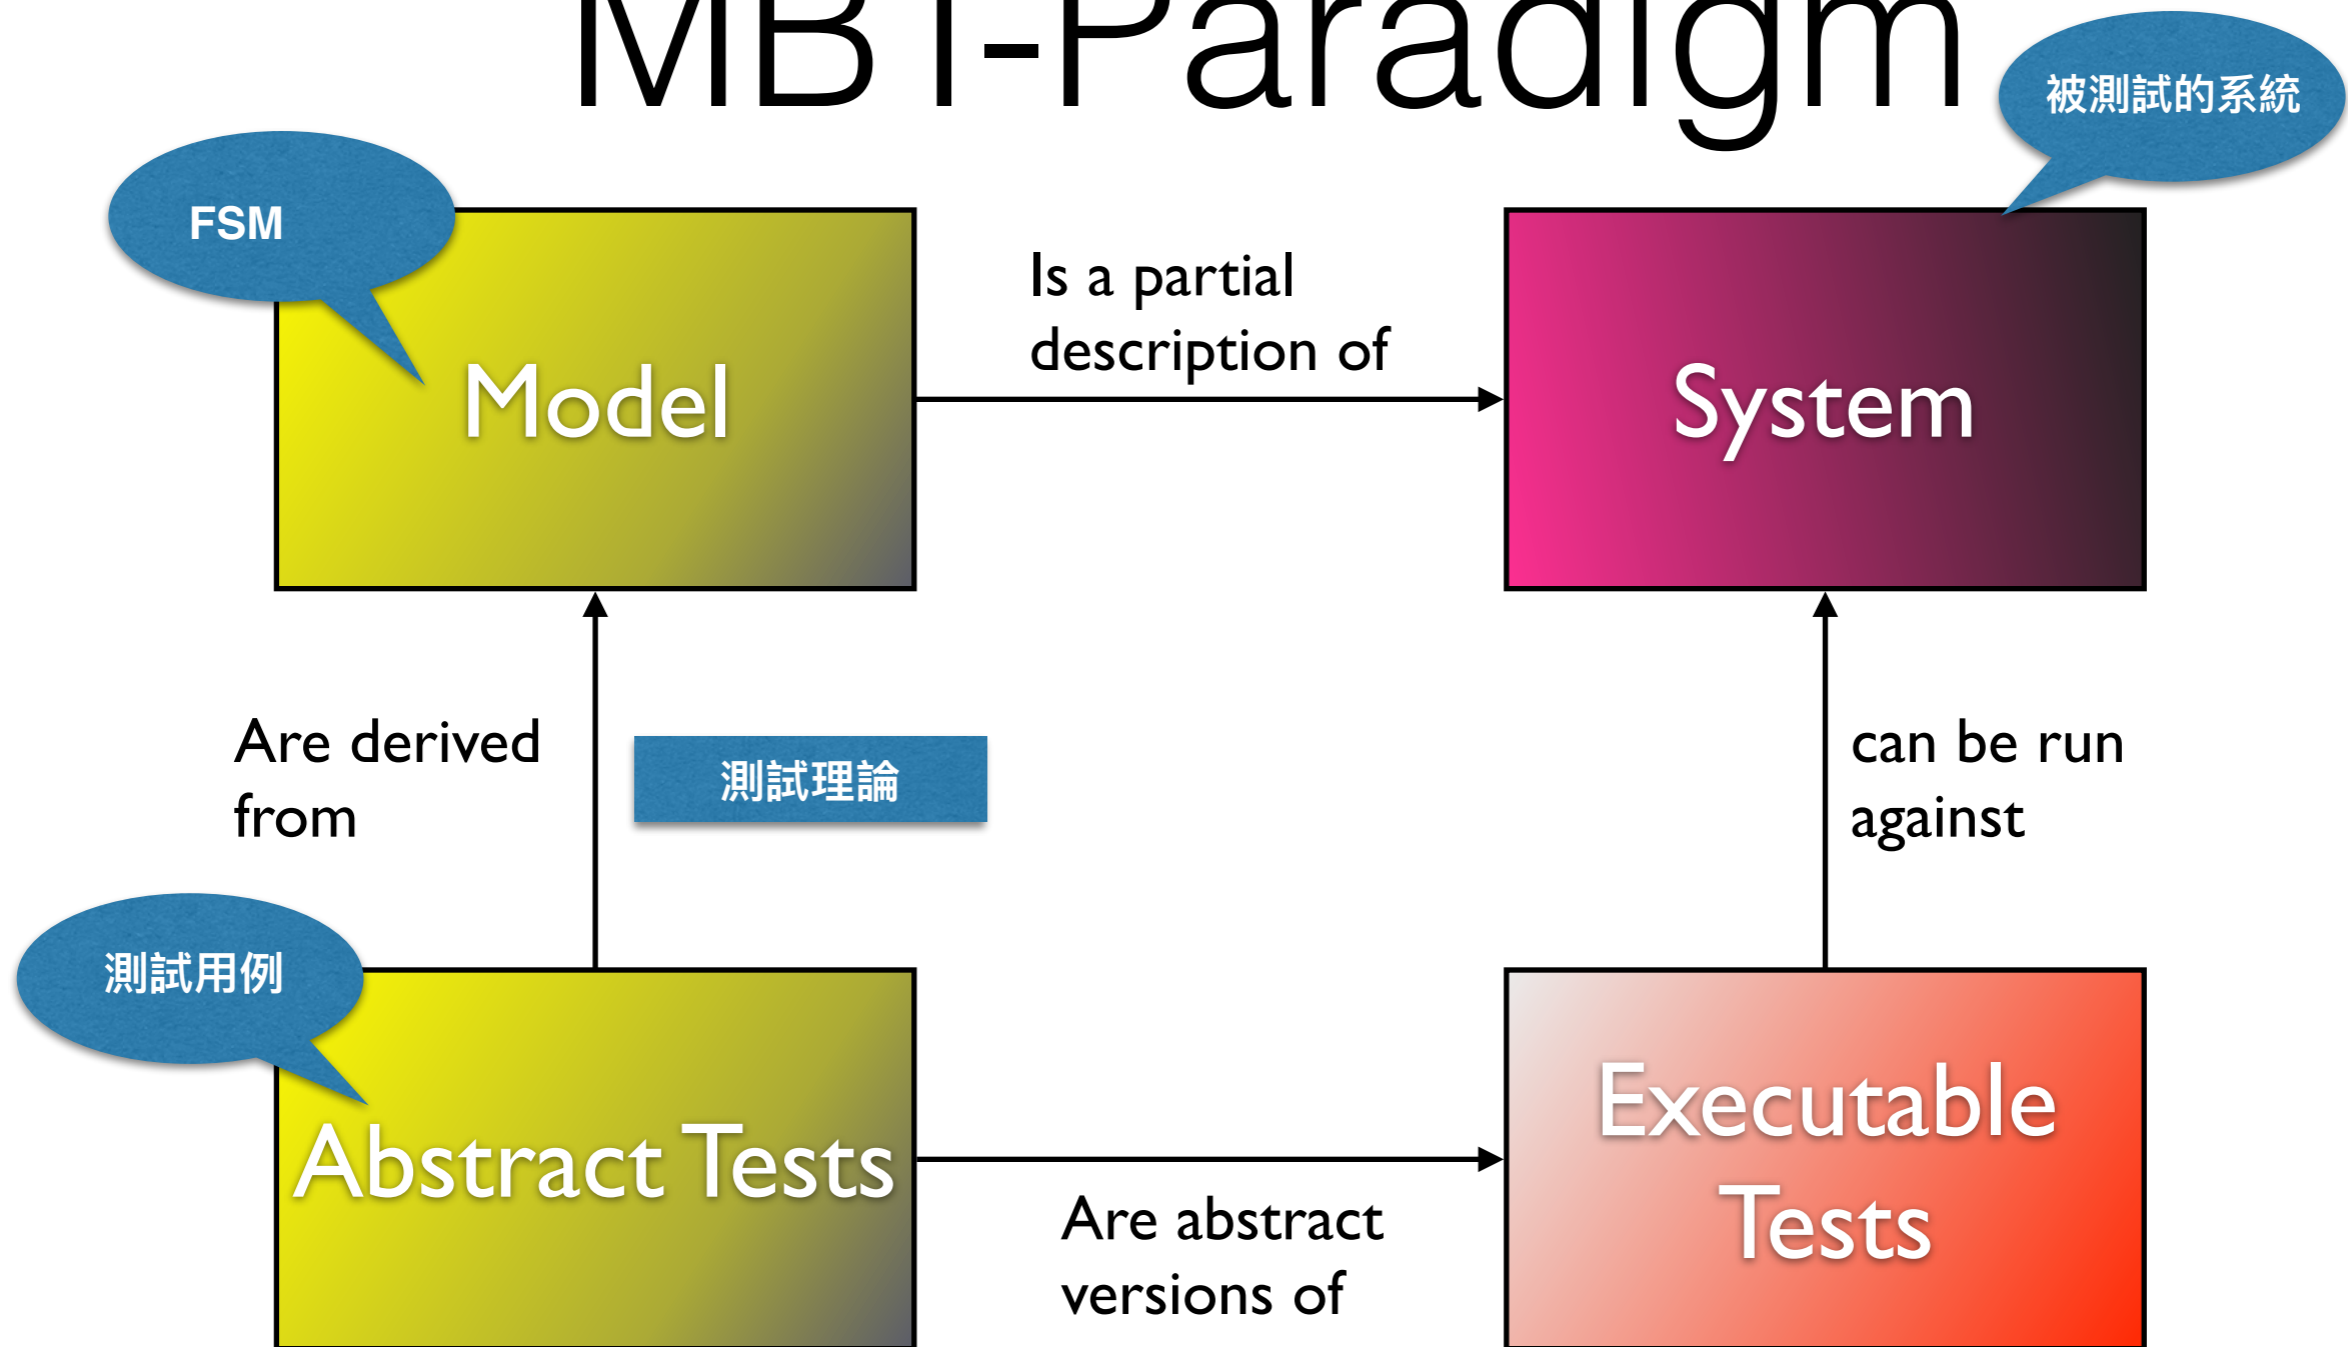 MBT-Paradigm
被測試的系統
FSM
Is a partial
description of
Model
System
Are derived
from
測試理論
can be run
against
測試用例
Abstract Tests
Executable
Tests
Are abstract
versions of